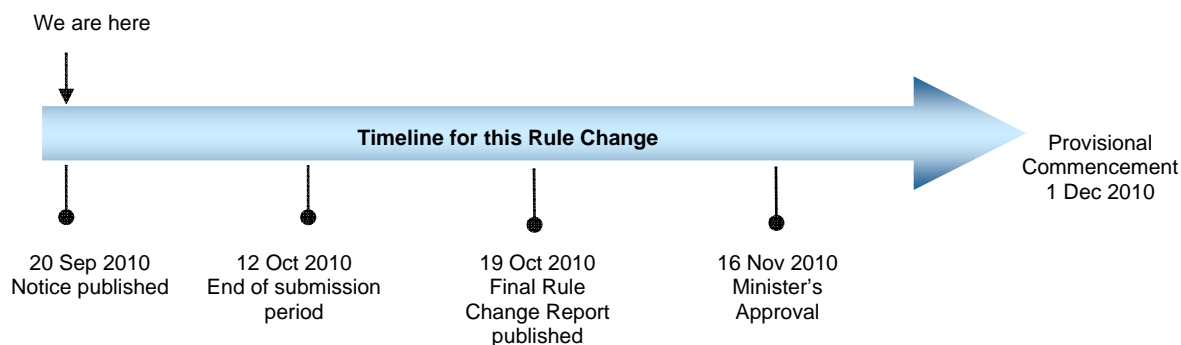 We are here
Timeline for this Rule Change
Provisional
Commencement
1 Dec 2010
20 Sep 2010
Notice published
12 Oct 2010
End of submission
period
19 Oct 2010
Final Rule
Change Report
published
16 Nov 2010
Minister's
Approval